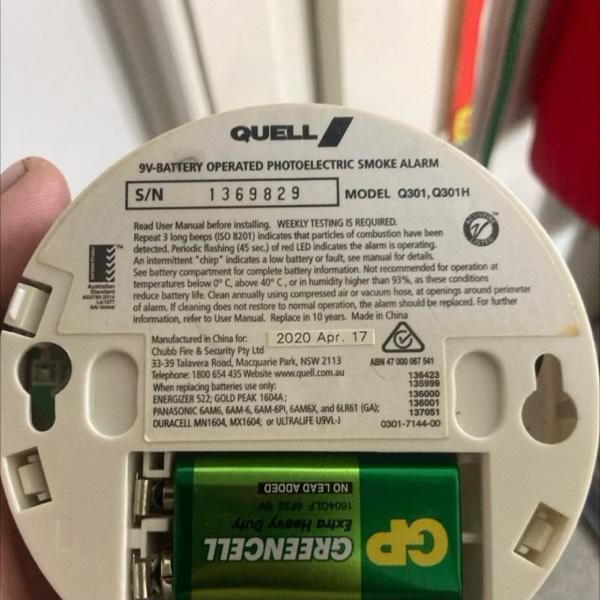 QUELL
9V-BATTERY OPERATED PHOTOELECTRIC SMOKE ALARM
S/N 1369829 MODEL Q301, Q301H
Read User Manual before installing. WEEKLY TESTING IS REQUIRED.
Repeat 3 long beeps (ISO 8201) indicates that particles of combustion have been
detected. Periodic flashing (45 sec.) of red LED indicates the alarm is operating.
An intermittent "chirp" indicates a low battery or fault, see manual for details.
See battery compartment for complete battery information. Not recommended for operation at
temperatures below 0° C, above 40° C, or in humidity higher than 93%, as these conditions
reduce battery life. Clean annually using compressed air or vacuum hose, at openings around perimeter
of alarm. If cleaning does not restore to normal operation, the alarm should be replaced. For further
information, refer to User Manual. Replace in 10 years. Made in China
Australian
Standard
AS3786-2014
SAI Global
Manufactured in China for: 2020 Apr. 17
Chubb Fire & Security Pty Ltd
33-39 Talavera Road, Macquarie Park, NSW 2113
Telephone: 1800 654 435 Website www.quell.com.au
When replacing batteries use only:
ENERGIZER 522; GOLD PEAK 1604A;
PANASONIC 6AM6, 6AM-6, 6AM-6PI, 6AM6X, and 6LR61 (GA);
DURACELL MN1604, MX1604; or ULTRALIFE U9VL-J
ABN 47 000 067 541
136423
135999
136000
136001
137051
0301-7144-00
GP GREENCELL
Extra Heavy Duty
1604GLF 6F22 9V
NO LEAD ADDED